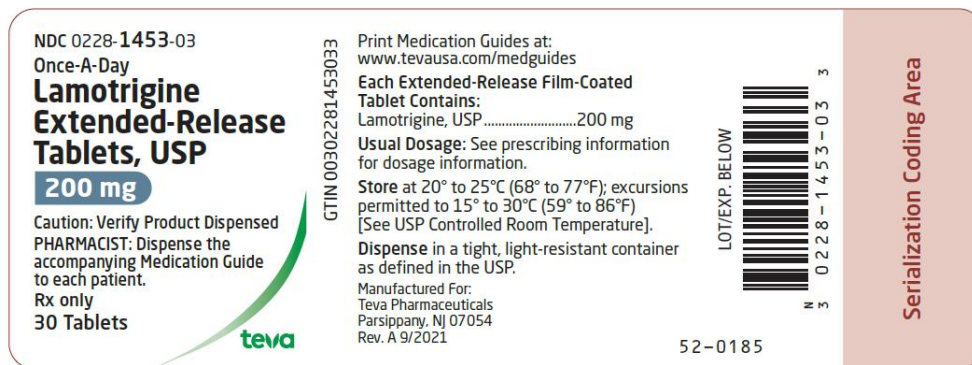 NDC 0228-1453-03
Once-A-Day
Lamotrigine
Extended-Release
Tablets, USP
200 mg
Caution: Verify Product Dispensed
PHARMACIST: Dispense the
accompanying Medication Guide
to each patient.
Rx only
30 Tablets
teva
GTIN 00302281453033
Print Medication Guides at:
www.tevausa.com/medguides
Each Extended-Release Film-Coated
Tablet Contains:
Lamotrigine, USP..........................200 mg
Usual Dosage: See prescribing information
for dosage information.
Store at 20° to 25°C (68° to 77°F); excursions
permitted to 15° to 30°C (59° to 86°F)
[See USP Controlled Room Temperature].
Dispense in a tight, light-resistant container
as defined in the USP.
Manufactured For:
Teva Pharmaceuticals
Parsippany, NJ 07054
Rev. A 9/2021
52-0185
LOT/EXP. BELOW
N
3 0228-1453-03 3
Serialization Coding Area